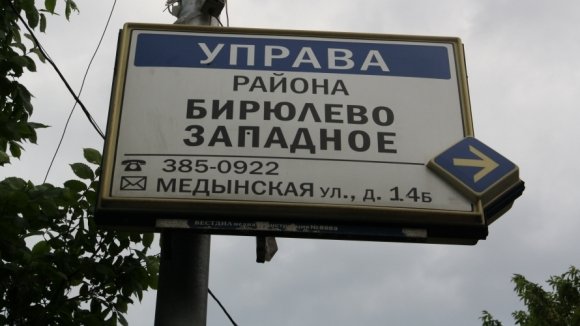 УПРАВА
РАЙОНА
БИРЮЛЕВО
ЗАПАДНОЕ
385-0922
МЕДЫНСКАЯ УЛ., Д. 14Б